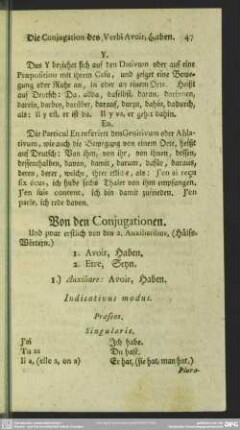 Die Conjugation des Verbi Avoir, Haben. 47
Y.
Das Y beziehet sich auf den Dativum oder auf eine
Præposition mit ihrem Casu, und zeiget eine Bewe-
gung oder Ruhe an, in oder an einem Orte. Heißt
auf Deutsch: Da, allda, daselbst, daran, darinnen,
darein, darbey, darüber, darauf, darzu, dahin, dadurch,
als: Il y est, er ist da. Il y va, er gehet dahin.
En.
Die Particul En referirt den Genitivum oder Abla-
tivum, wie auch die Bewegung von einem Orte, heißt
auf Deutsch: Von ihm, von ihr, von ihnen, dessen,
dessenthalben, davon, damit, darum, dafür, daraus,
deren, derer, welche, ihrer etliche, als: J'en ai reçu
six écus, ich habe sechs Thaler von ihm empfangen.
J'en suis content, ich bin damit zufrieden. J'en
parle, ich rede davon.
Von den Conjugationen.
Und zwar erstlich von den 2. Auxiliaribus, (Hülfs-
Wörtern.)
1. Avoir, Haben.
2. Etre, Seyn.
1.) Auxiliare: Avoir, Haben.
Indicativus modus.
Præsens.
Singularis.
J'ai Ich habe.
Tu as Du hast.
Il a, (elle a, on a) Er hat, (sie hat, man hat.)
Plura-